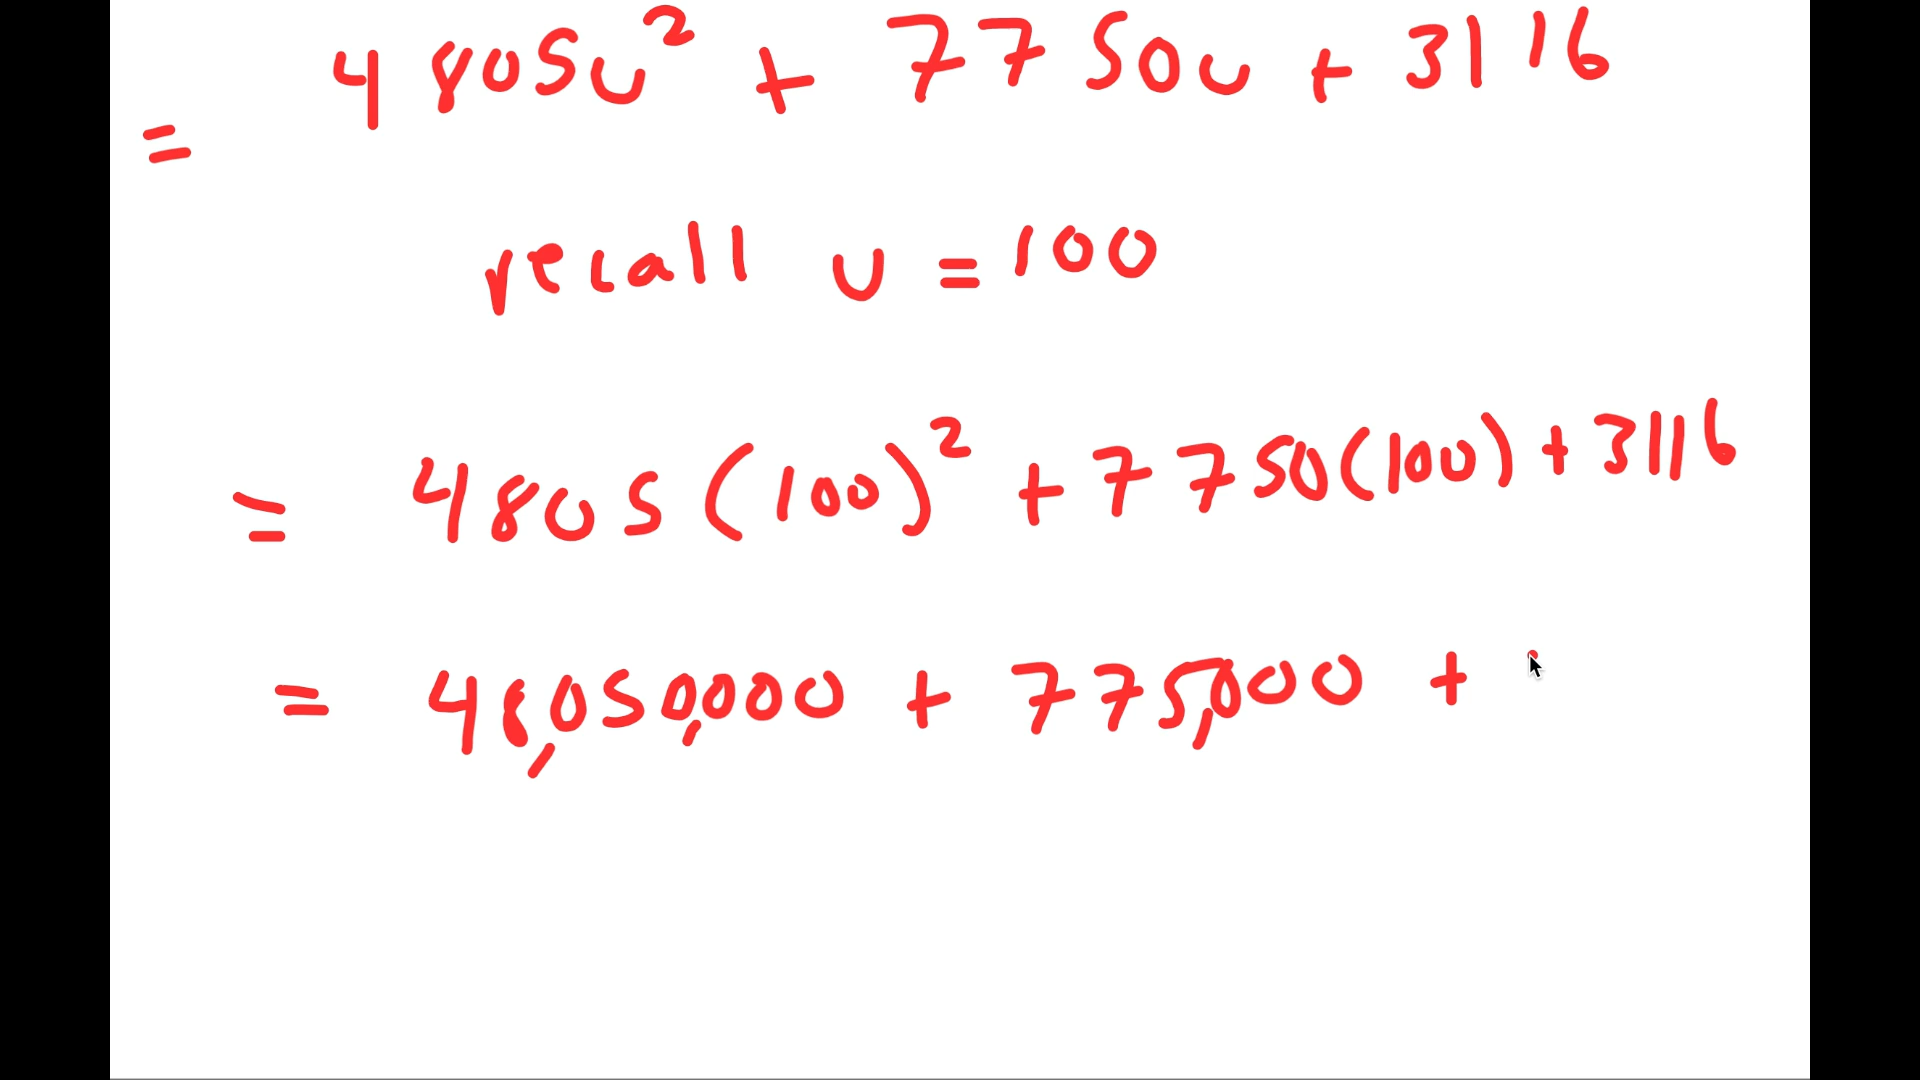 4805u² + 7750u + 3116
=
recall u = 100
= 4805(100)² + 7750(100) + 3116
= 48,050,000 + 775,000 +